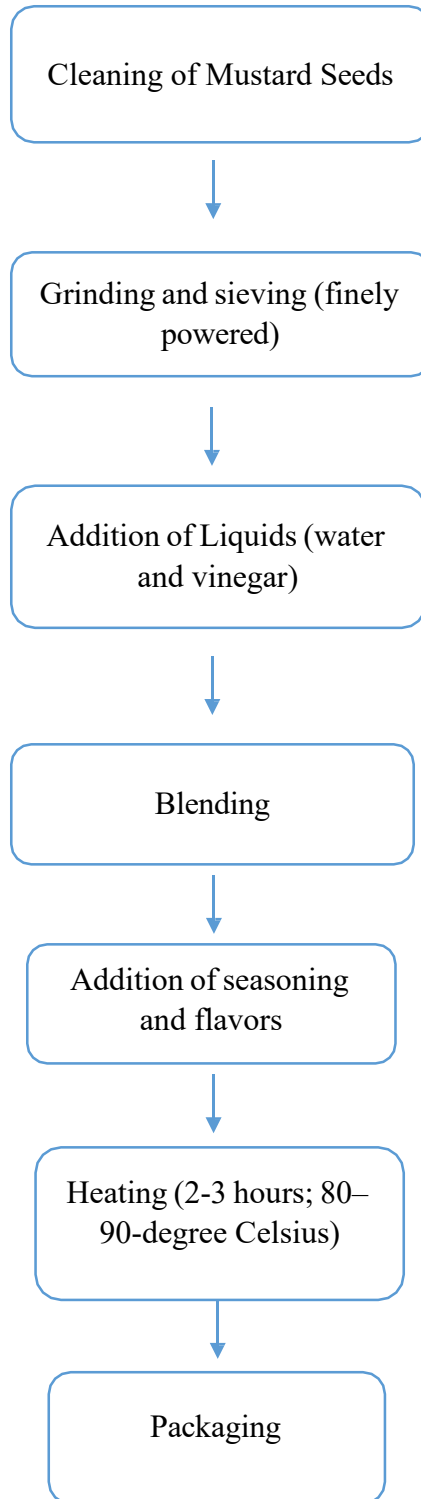 Cleaning of Mustard Seeds
Grinding and sieving (finely
powered)
Addition of Liquids (water
and vinegar)
Blending
Addition of seasoning
and flavors
Heating (2-3 hours; 80–
90-degree Celsius)
Packaging